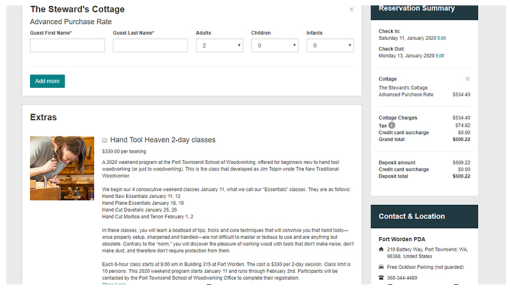 The Steward's Cottage
Advanced Purchase Rate
Guest First Name*
Guest Last Name*
Adults
Children
Infants
2
0
0
Add more
Extras
Hand Tool Heaven 2-day classes
$330.00 per booking
A 2020 weekend program at the Port Townsend School of Woodworking, offered for beginners new to hand tool
woodworking (or just to woodworking). This is the class that developed as Jim Tolpin wrote The New Traditional
Woodworker!
We begin our 4 consecutive weekend classes January 11, what we call our "Essentials" classes. They are as follows:
Hand Saw Essentials January 11, 12
Hand Plane Essentials January 18, 19
Hand Cut Dovetails January 25, 26
Hand Cut Mortise and Tenon February 1, 2
In these classes, you will learn a boatload of tips, tricks and core techniques that will convince you that hand tools—
once properly setup, sharpened and handled—are not difficult to master or tedious to use and are anything but
obsolete. Contrary to the "norm," you will discover the pleasure of working wood with tools that don't make noise, don't
make dust, and therefore don't require protection from them.
Each 8-hour class starts at 9:00 am in Building 315 at Fort Worden. The cost is $330 per 2-day session. Class limit is
10 persons. This 2020 weekend program starts January 11 and runs through February 2nd. Participants will be
contacted by the Port Townsend School of Woodworking Office to complete their registration.
Reservation Summary
Check In:
Saturday 11, January 2020 Edit
Check Out:
Monday 13, January 2020 Edit
Cottage
The Steward's Cottage
Advanced Purchase Rate $534.40
Cottage Charges $534.40
Tax $74.82
Credit card surcharge $0.00
Grand total $609.22
Deposit amount $609.22
Credit card surcharge $0.00
Deposit total $609.22
Contact & Location
Fort Worden PDA
210 Battery Way, Port Townsend, WA,
98368, United States
Free Outdoor Parking (not guarded)
360-344-4400